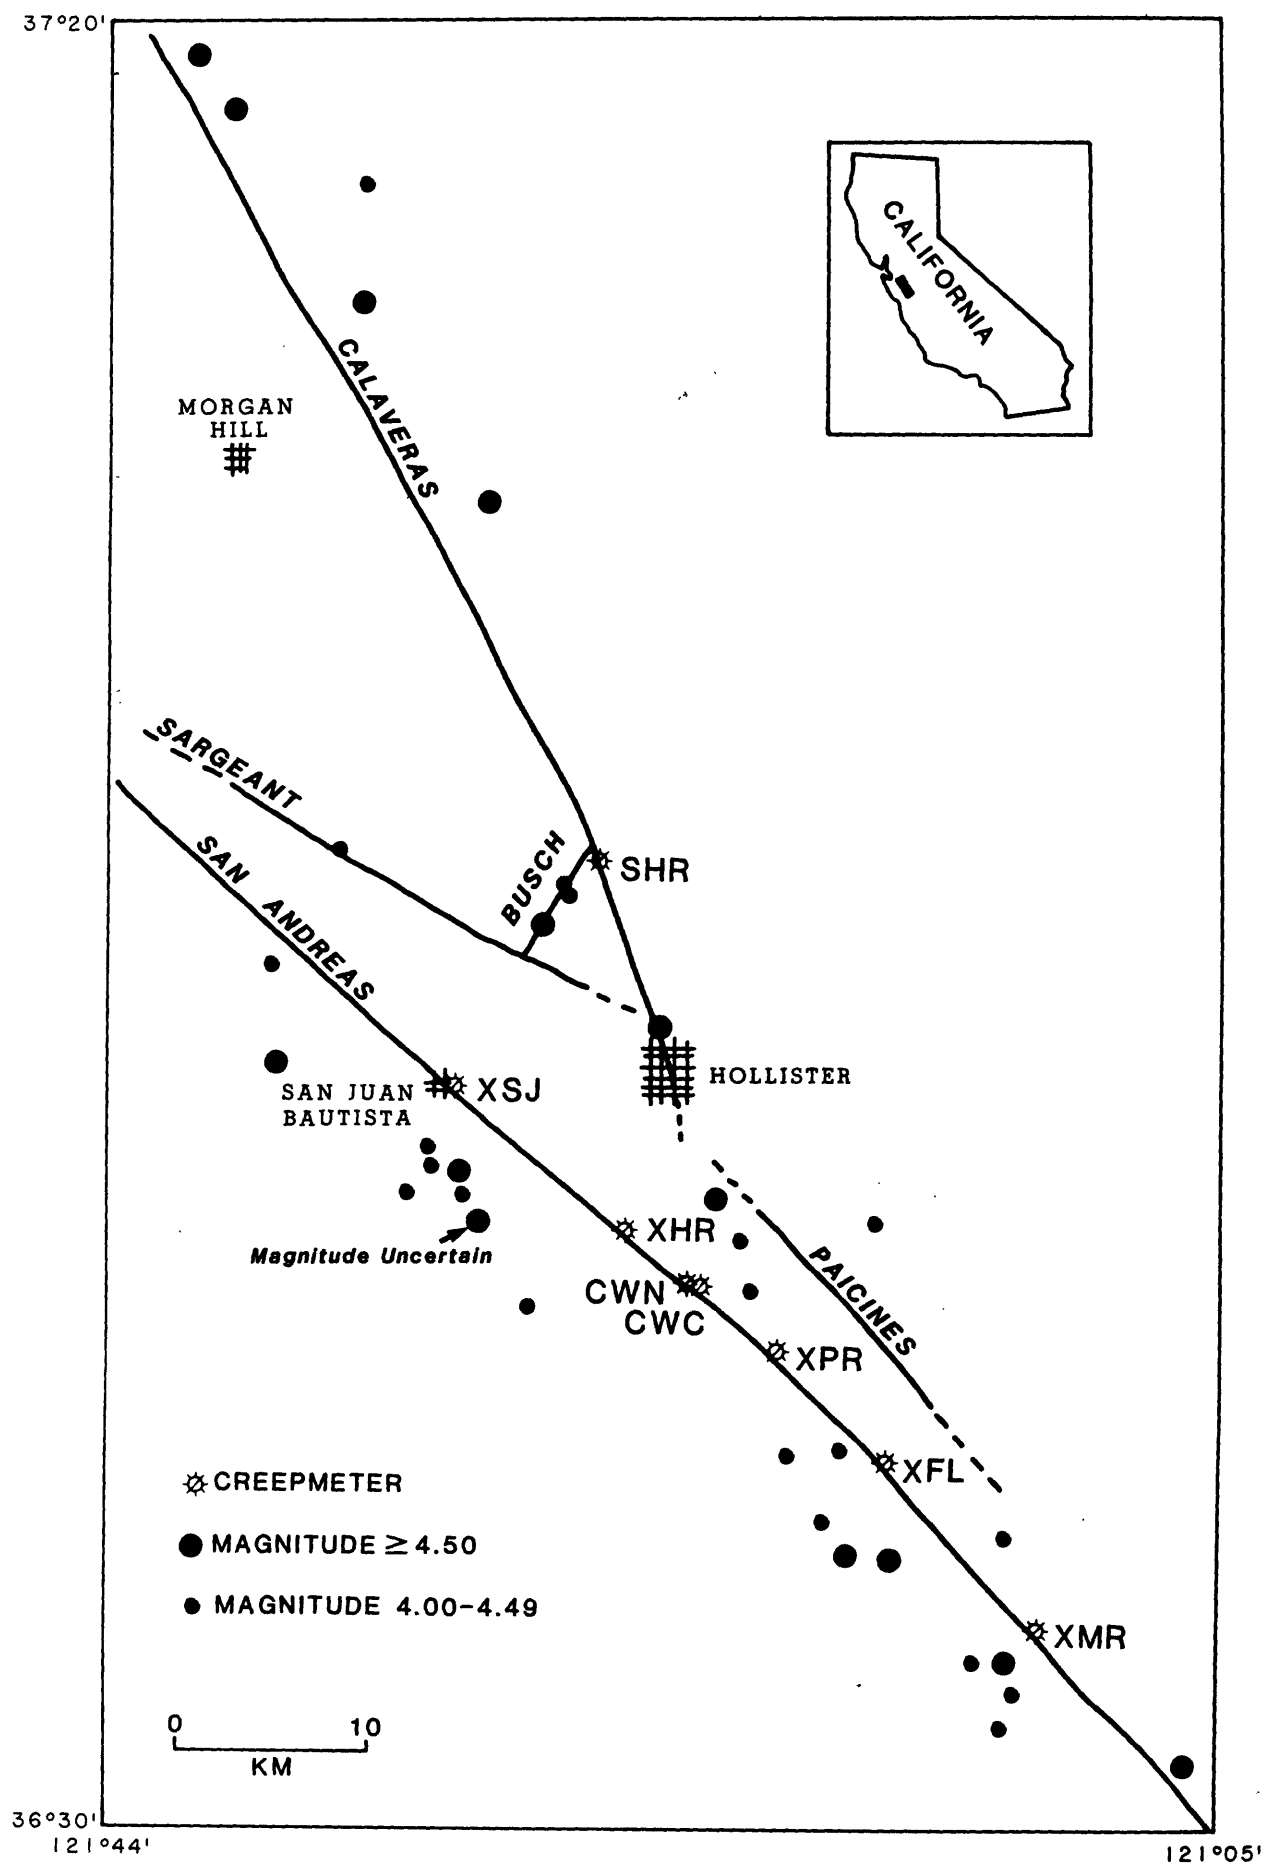 37°20'
CALIFORNIA
CALAVERAS
MORGAN
HILL
SARGEANT
SAN ANDREAS
BUSCH
SHR
HOLLISTER
SAN JUAN
BAUTISTA
XSJ
Magnitude Uncertain
XHR
CWN
CWC
PAICINES
XPR
XFL
CREEPMETER
MAGNITUDE ≥ 4.50
MAGNITUDE 4.00-4.49
XMR
0 10
KM
36°30'
121°44'
121°05'